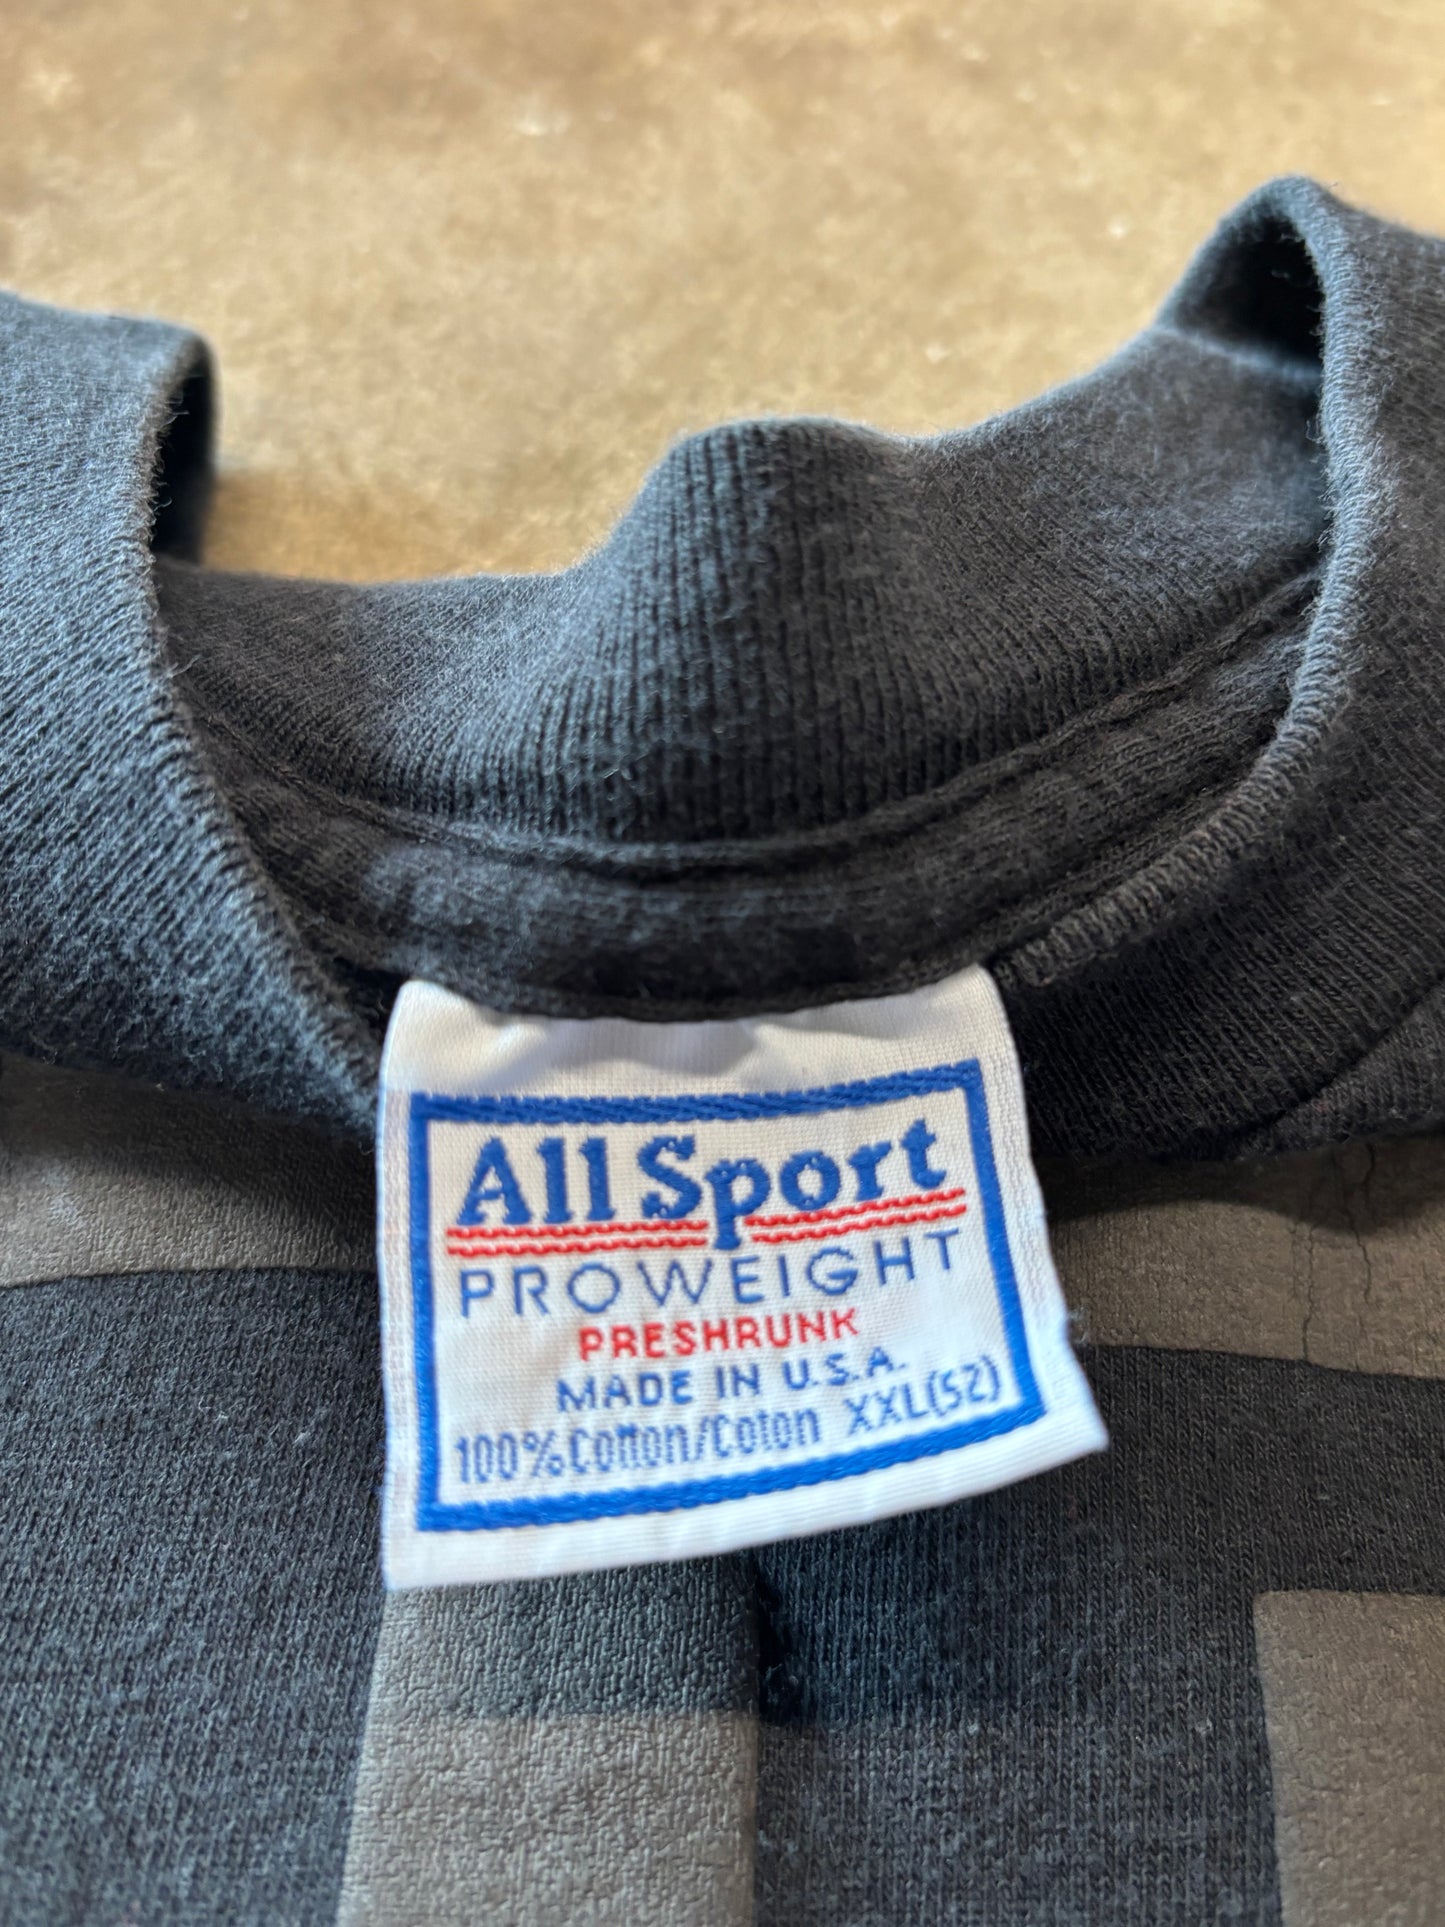 All Sport
PROWEIGHT
PRESHRUNK
MADE IN U.S.A.
100% Cotton/Coton XXL(52)